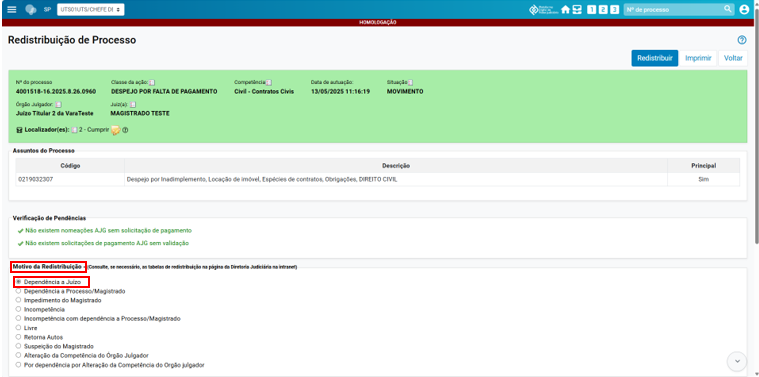 SP UTS01UTS/CHEFE DI 1 2 3 Nº de processo
HOMOLOGAÇÃO
Redistribuição de Processo
Redistribuir Imprimir Voltar
Nº do processo Classe da ação: Competência: Data de autuação: Situação:
4001518-16.2025.8.26.0960 DESPEJO POR FALTA DE PAGAMENTO Cível - Contratos Civis 13/05/2025 11:16:19 MOVIMENTO
Órgão Julgador: Juiz(a):
Juízo Titular 2 da VaraTeste MAGISTRADO TESTE
Localizador(es): 2 - Cumprir
Assuntos do Processo
Código Descrição Principal
0219032307 Despejo por Inadimplemento, Locação de imóvel, Espécies de contratos, Obrigações, DIREITO CIVIL Sim
Verificação de Pendências
Não existem nomeações AJG sem solicitação de pagamento
Não existem solicitações de pagamento AJG sem validação
Motivo da Redistribuição - (Consulte, se necessário, as tabelas de redistribuição na página da Diretoria Judiciária na intranet)
Dependência a Juízo
Dependência a Processo/Magistrado
Impedimento do Magistrado
Incompetência
Incompetência com dependência a Processo/Magistrado
Livre
Retorna Autos
Suspeição do Magistrado
Alteração da Competência do Órgão Julgador
Por dependência por Alteração da Competência do Orgão julgador